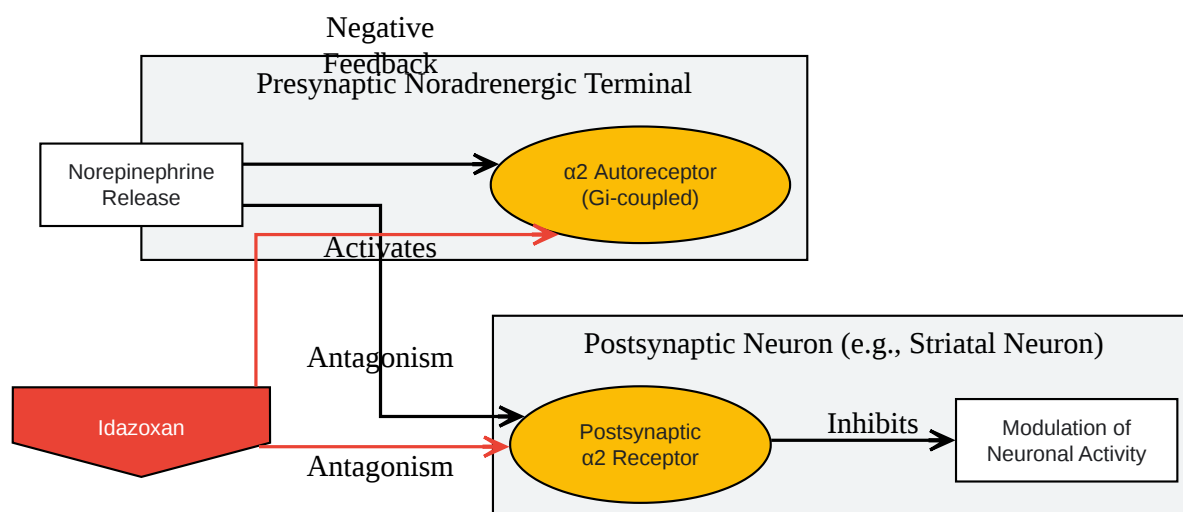 Negative
Feedback
Presynaptic Noradrenergic Terminal
Norepinephrine
Release
α2 Autoreceptor
(Gi-coupled)
Activates
Antagonism
Postsynaptic Neuron (e.g., Striatal Neuron)
Idazoxan
Antagonism
Postsynaptic
α2 Receptor
Inhibits
Modulation of
Neuronal Activity